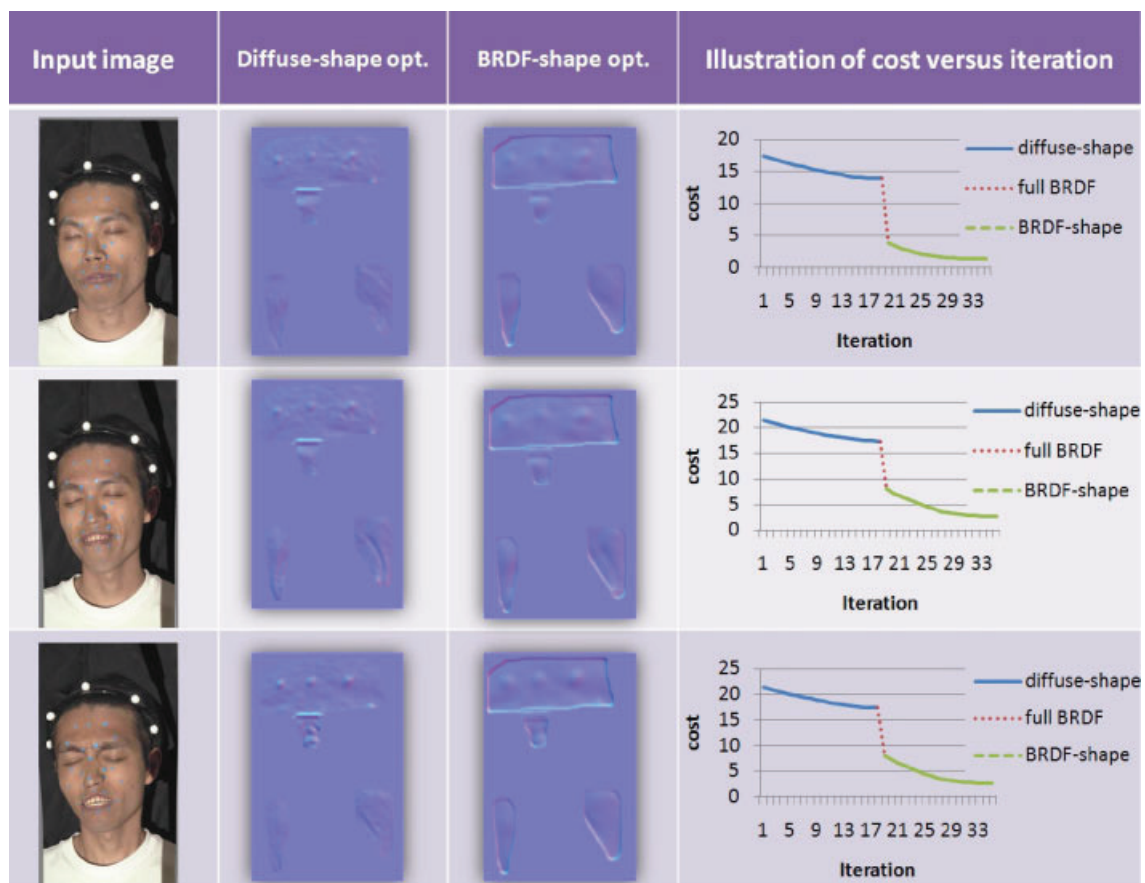 Input image
Diffuse-shape opt.
BRDF-shape opt.
Illustration of cost versus iteration
20
15
10
5
0
cost
1 5 9 13 17 21 25 29 33
Iteration
diffuse-shape
full BRDF
BRDF-shape
25
20
15
10
5
0
cost
1 5 9 13 17 21 25 29 33
Iteration
diffuse-shape
full BRDF
BRDF-shape
25
20
15
10
5
0
cost
1 5 9 13 17 21 25 29 33
Iteration
diffuse-shape
full BRDF
BRDF-shape